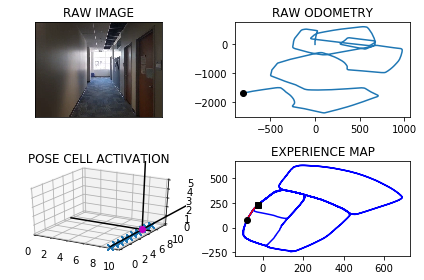 RAW IMAGE
RAW ODOMETRY
0
−1000
−2000
−500 0 500 1000
POSE CELL ACTIVATION
0 2 4 6 8 10
0 2 4 6 8 10
0 1 2 3 4 5
EXPERIENCE MAP
500
250
0
−250
0 200 400 600